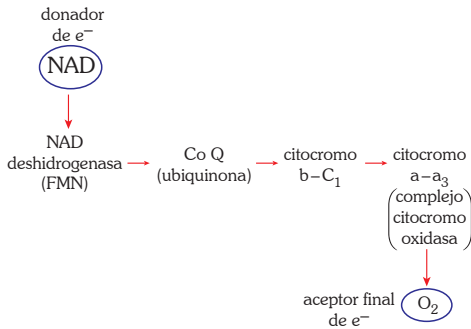 donador
de e⁻
NAD
NAD
deshidrogenasa
(FMN)
Co Q
(ubiquinona)
citocromo
b–C₁
citocromo
a–a₃
(complejo
citocromo
oxidasa)
aceptor final
de e⁻
O₂